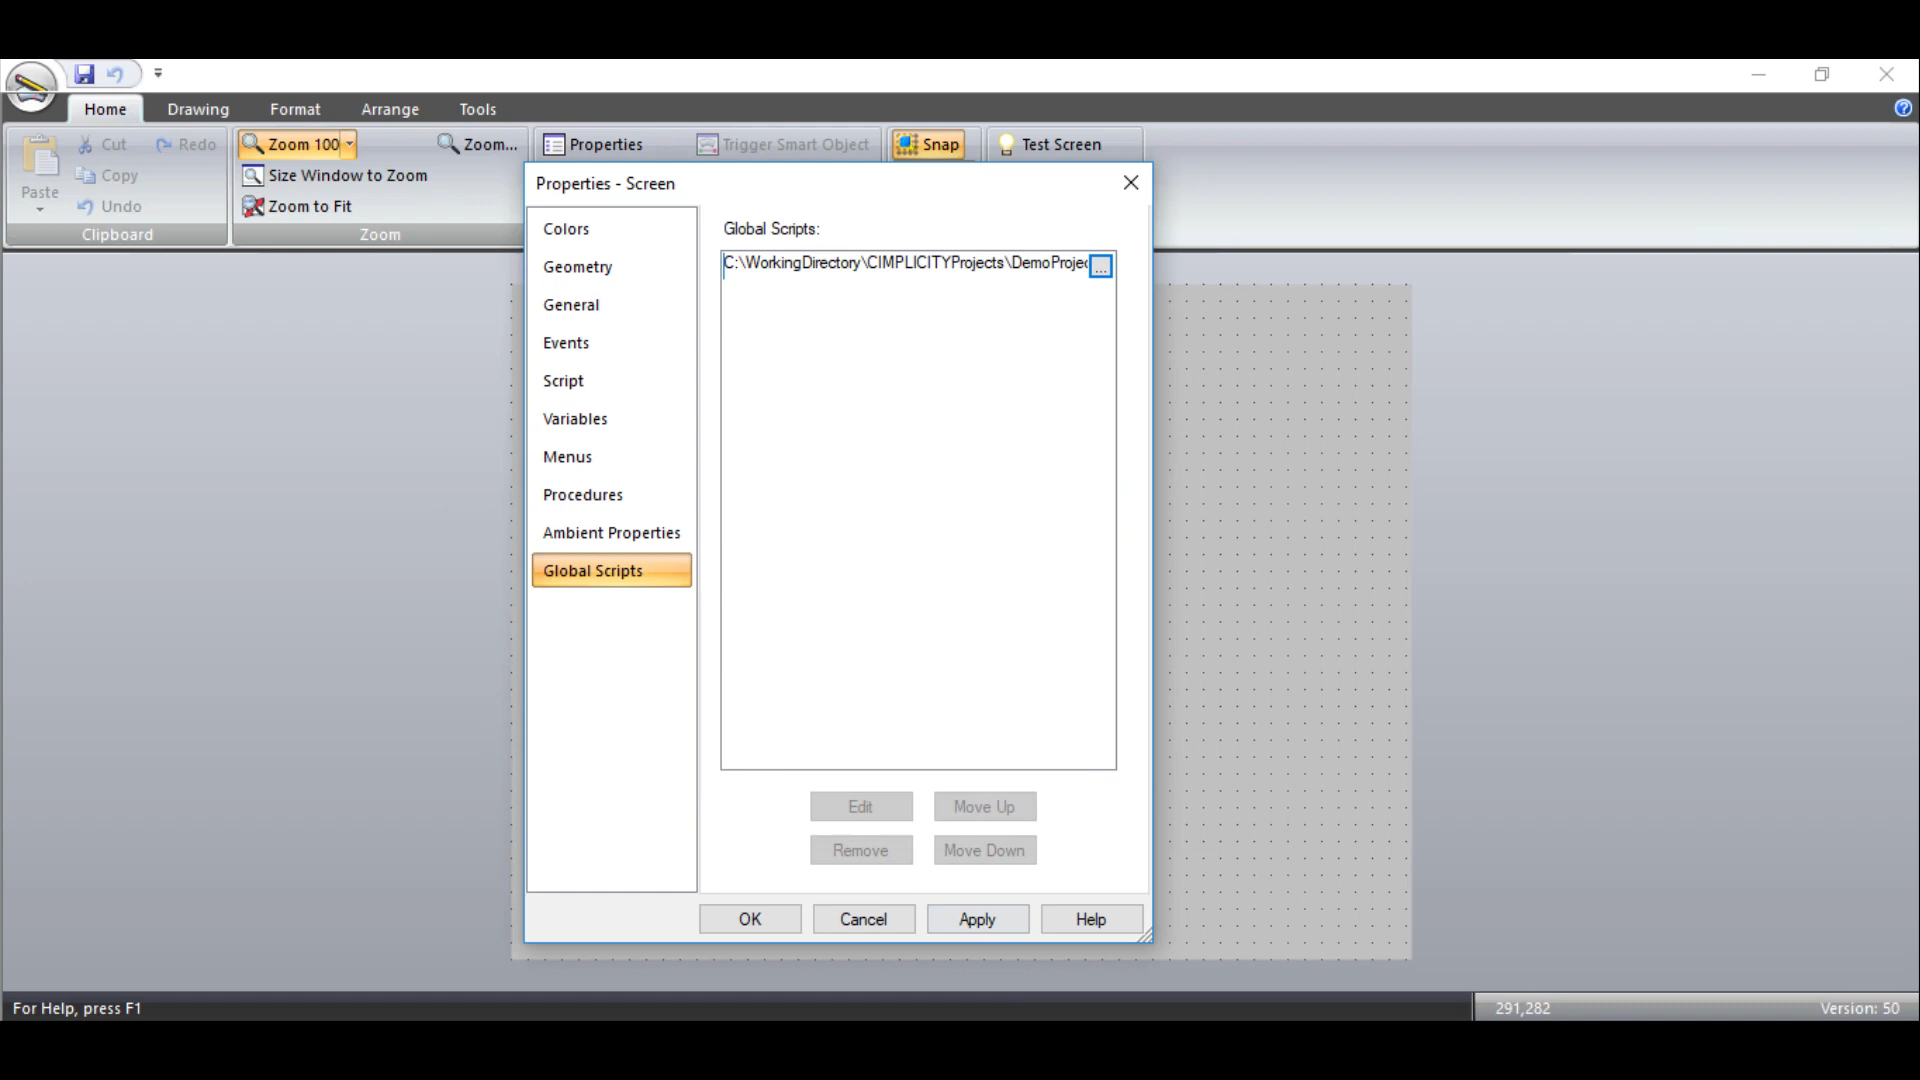 Home
Drawing
Format
Arrange
Tools
Paste
Cut
Copy
Undo
Redo
Clipboard
Zoom 100
Size Window to Zoom
Zoom to Fit
Zoom...
Zoom
Properties
Trigger Smart Object
Snap
Test Screen
Properties - Screen
Colors
Geometry
General
Events
Script
Variables
Menus
Procedures
Ambient Properties
Global Scripts
Global Scripts:
C:\WorkingDirectory\CIMPLICITYProjects\DemoProjec
...
Edit
Move Up
Remove
Move Down
OK
Cancel
Apply
Help
For Help, press F1
291,282
Version: 50